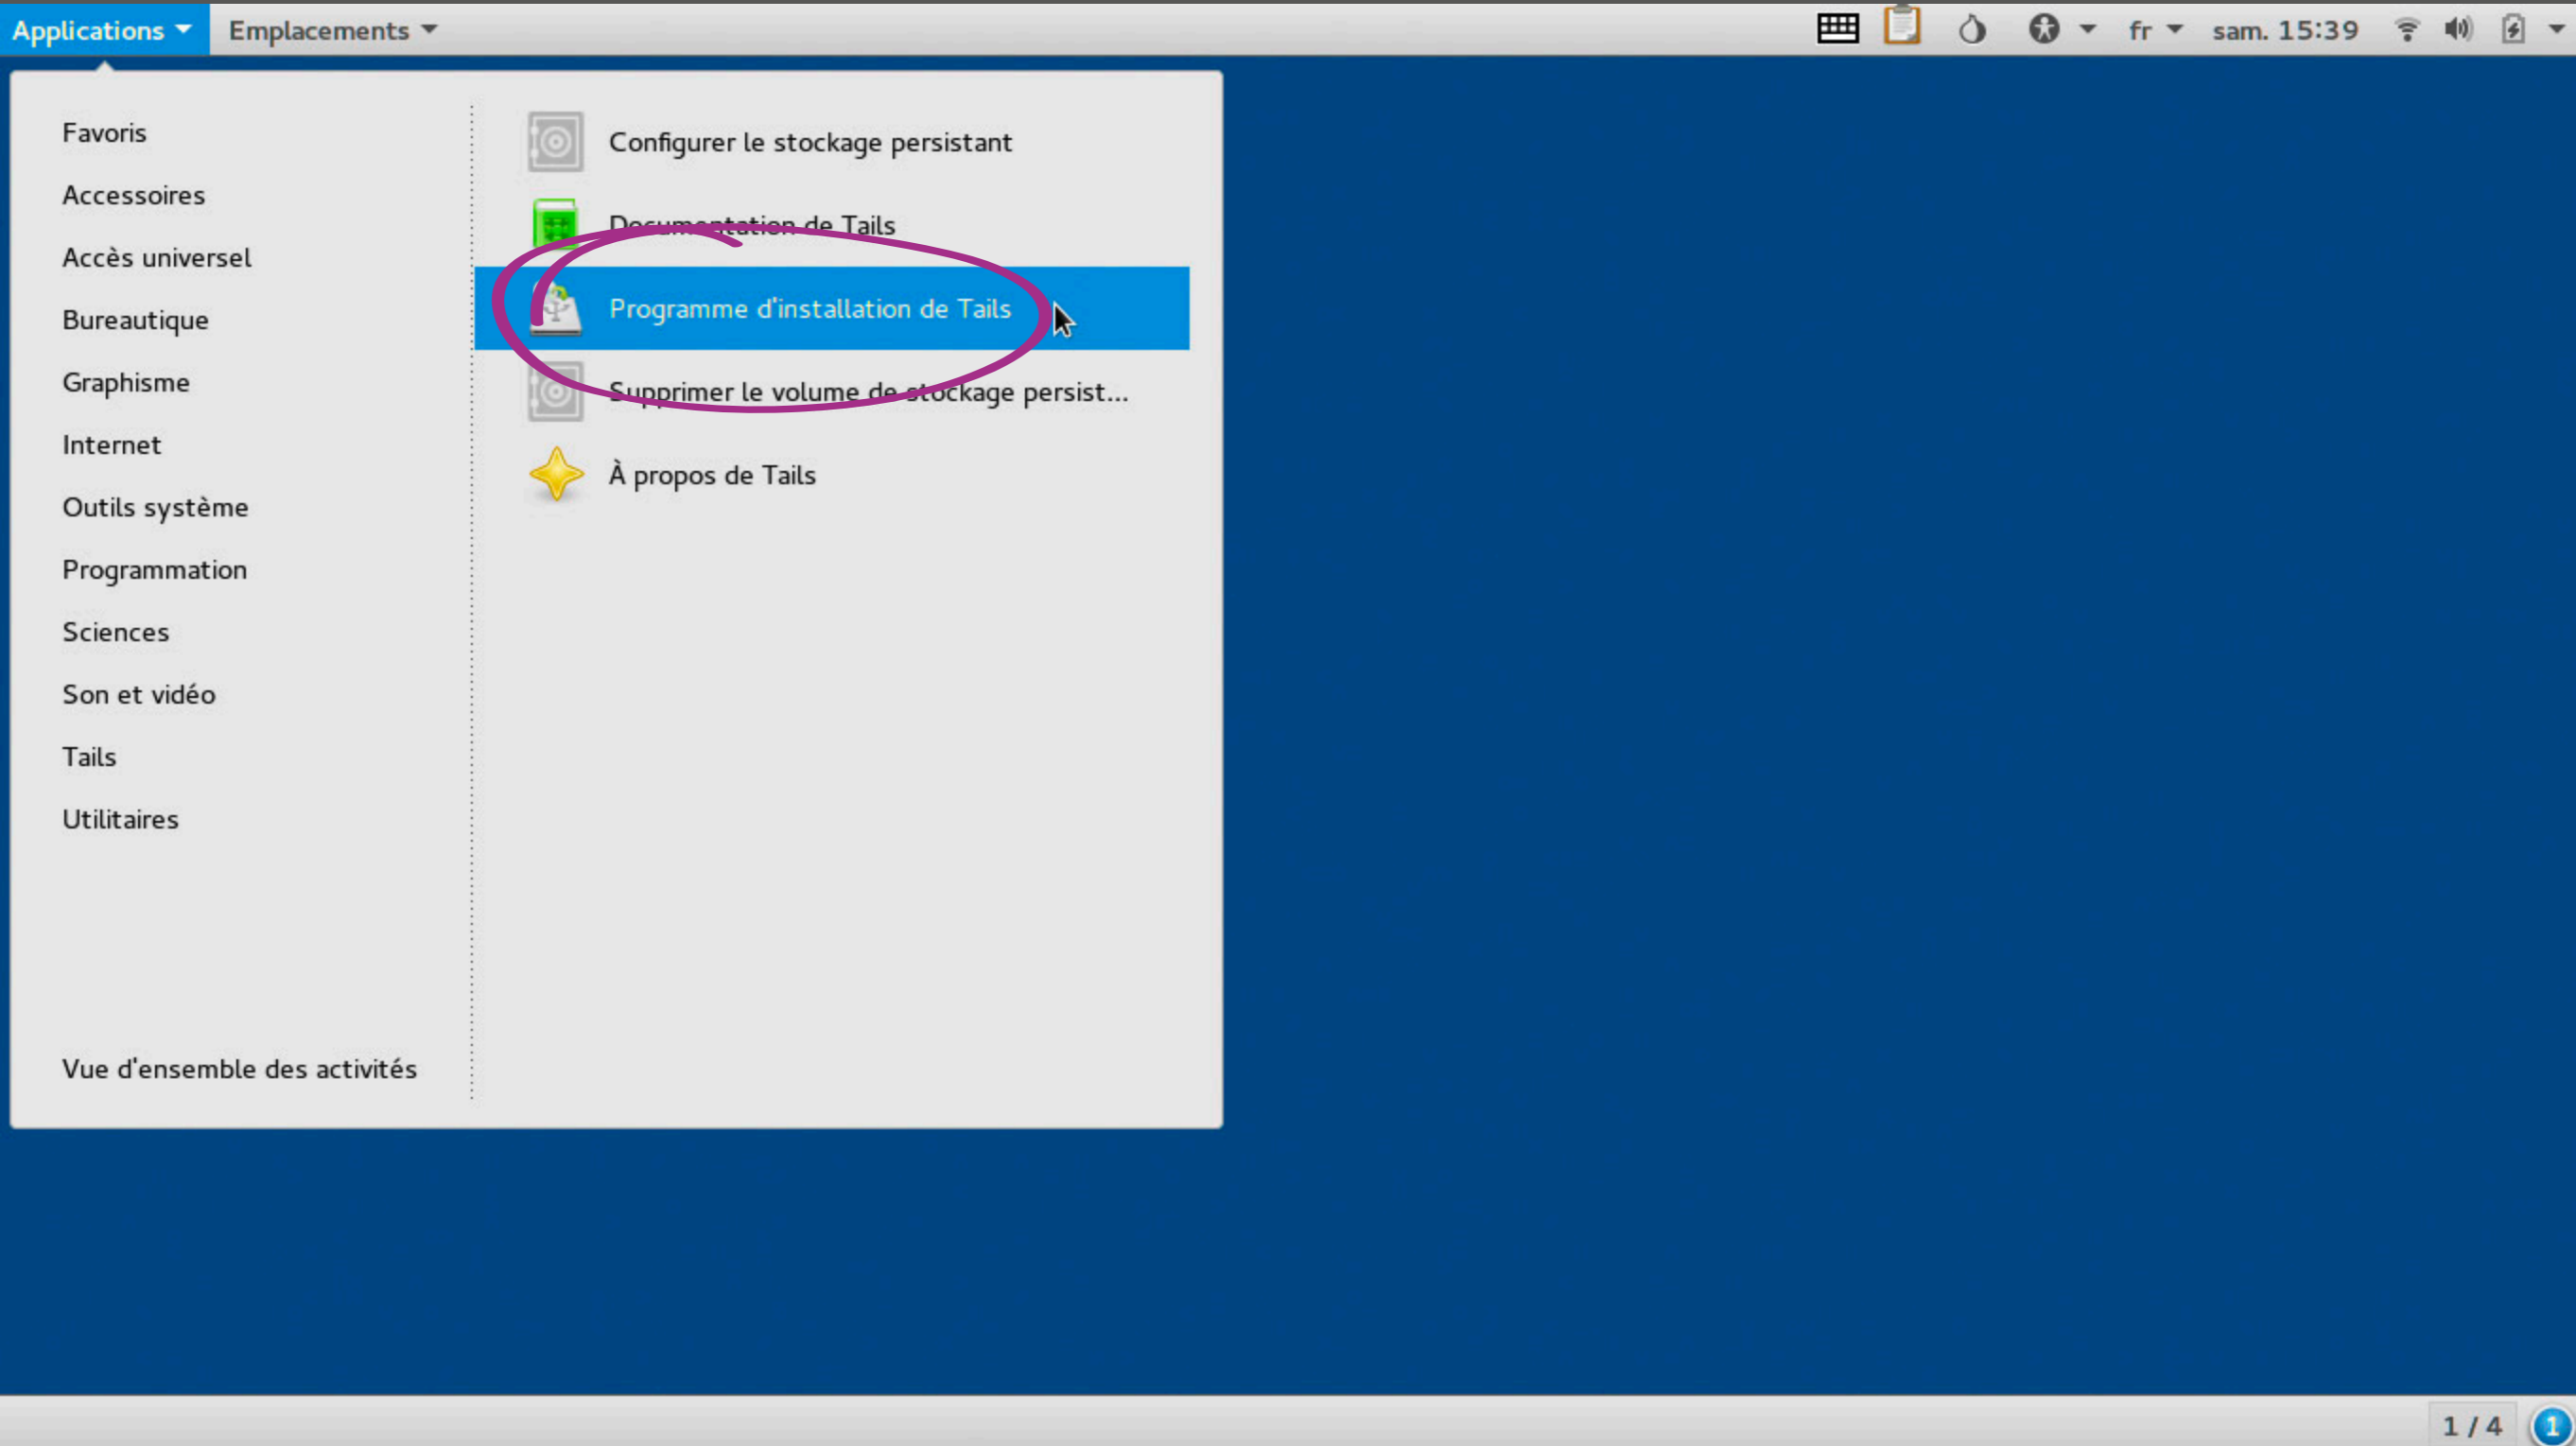 Applications Emplacements fr sam. 15:39
Favoris
Accessoires
Accès universel
Bureautique
Graphisme
Internet
Outils système
Programmation
Sciences
Son et vidéo
Tails
Utilitaires
Vue d'ensemble des activités
Configurer le stockage persistant
Documentation de Tails
Programme d'installation de Tails
Supprimer le volume de stockage persist...
À propos de Tails
1 / 4 1